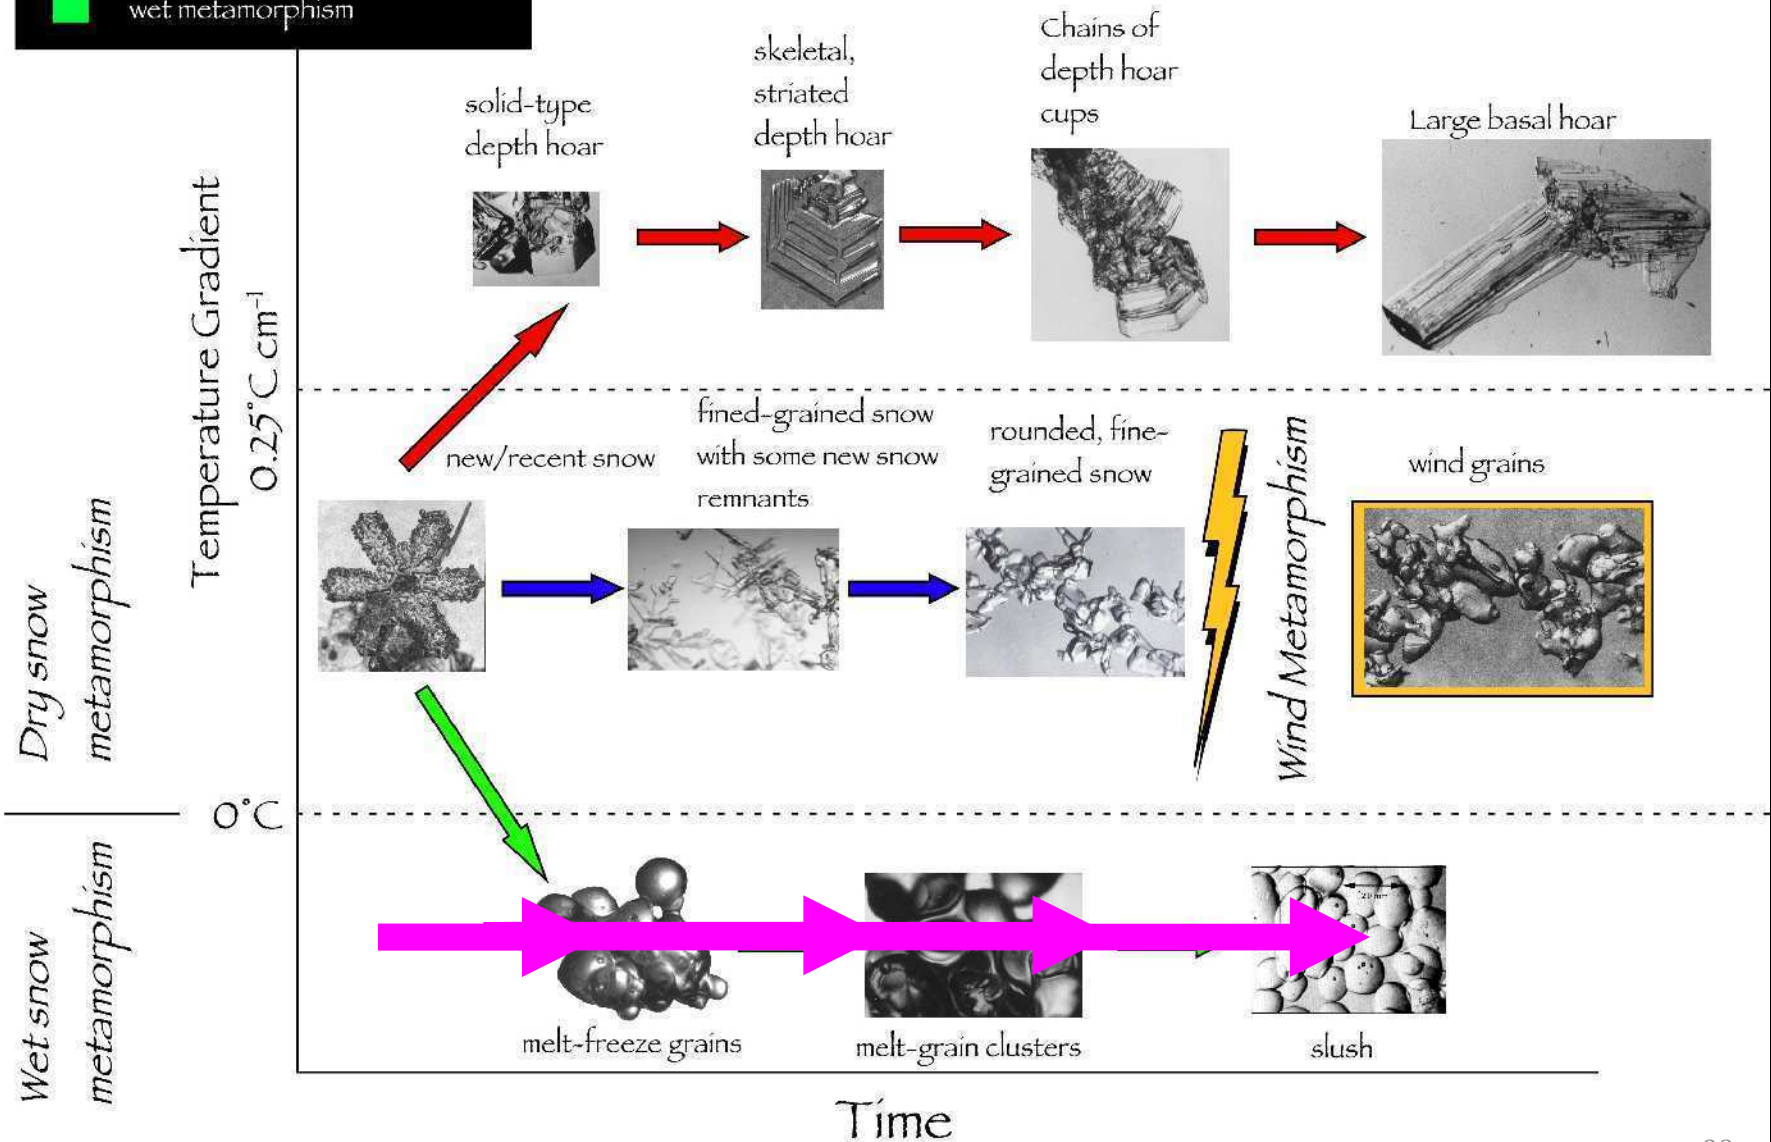 wet metamorphism
Chains of
depth hoar
cups
skeletal,
striated
depth hoar
solid-type
depth hoar
Large basal hoar
Temperature Gradient
0.25°C cm⁻¹
fined-grained snow
with some new snow
remnants
rounded, fine-
grained snow
new/recent snow
wind grains
Wind Metamorphism
Dry snow
metamorphism
0°C
Wet snow
metamorphism
melt-freeze grains
melt-grain clusters
slush
Time